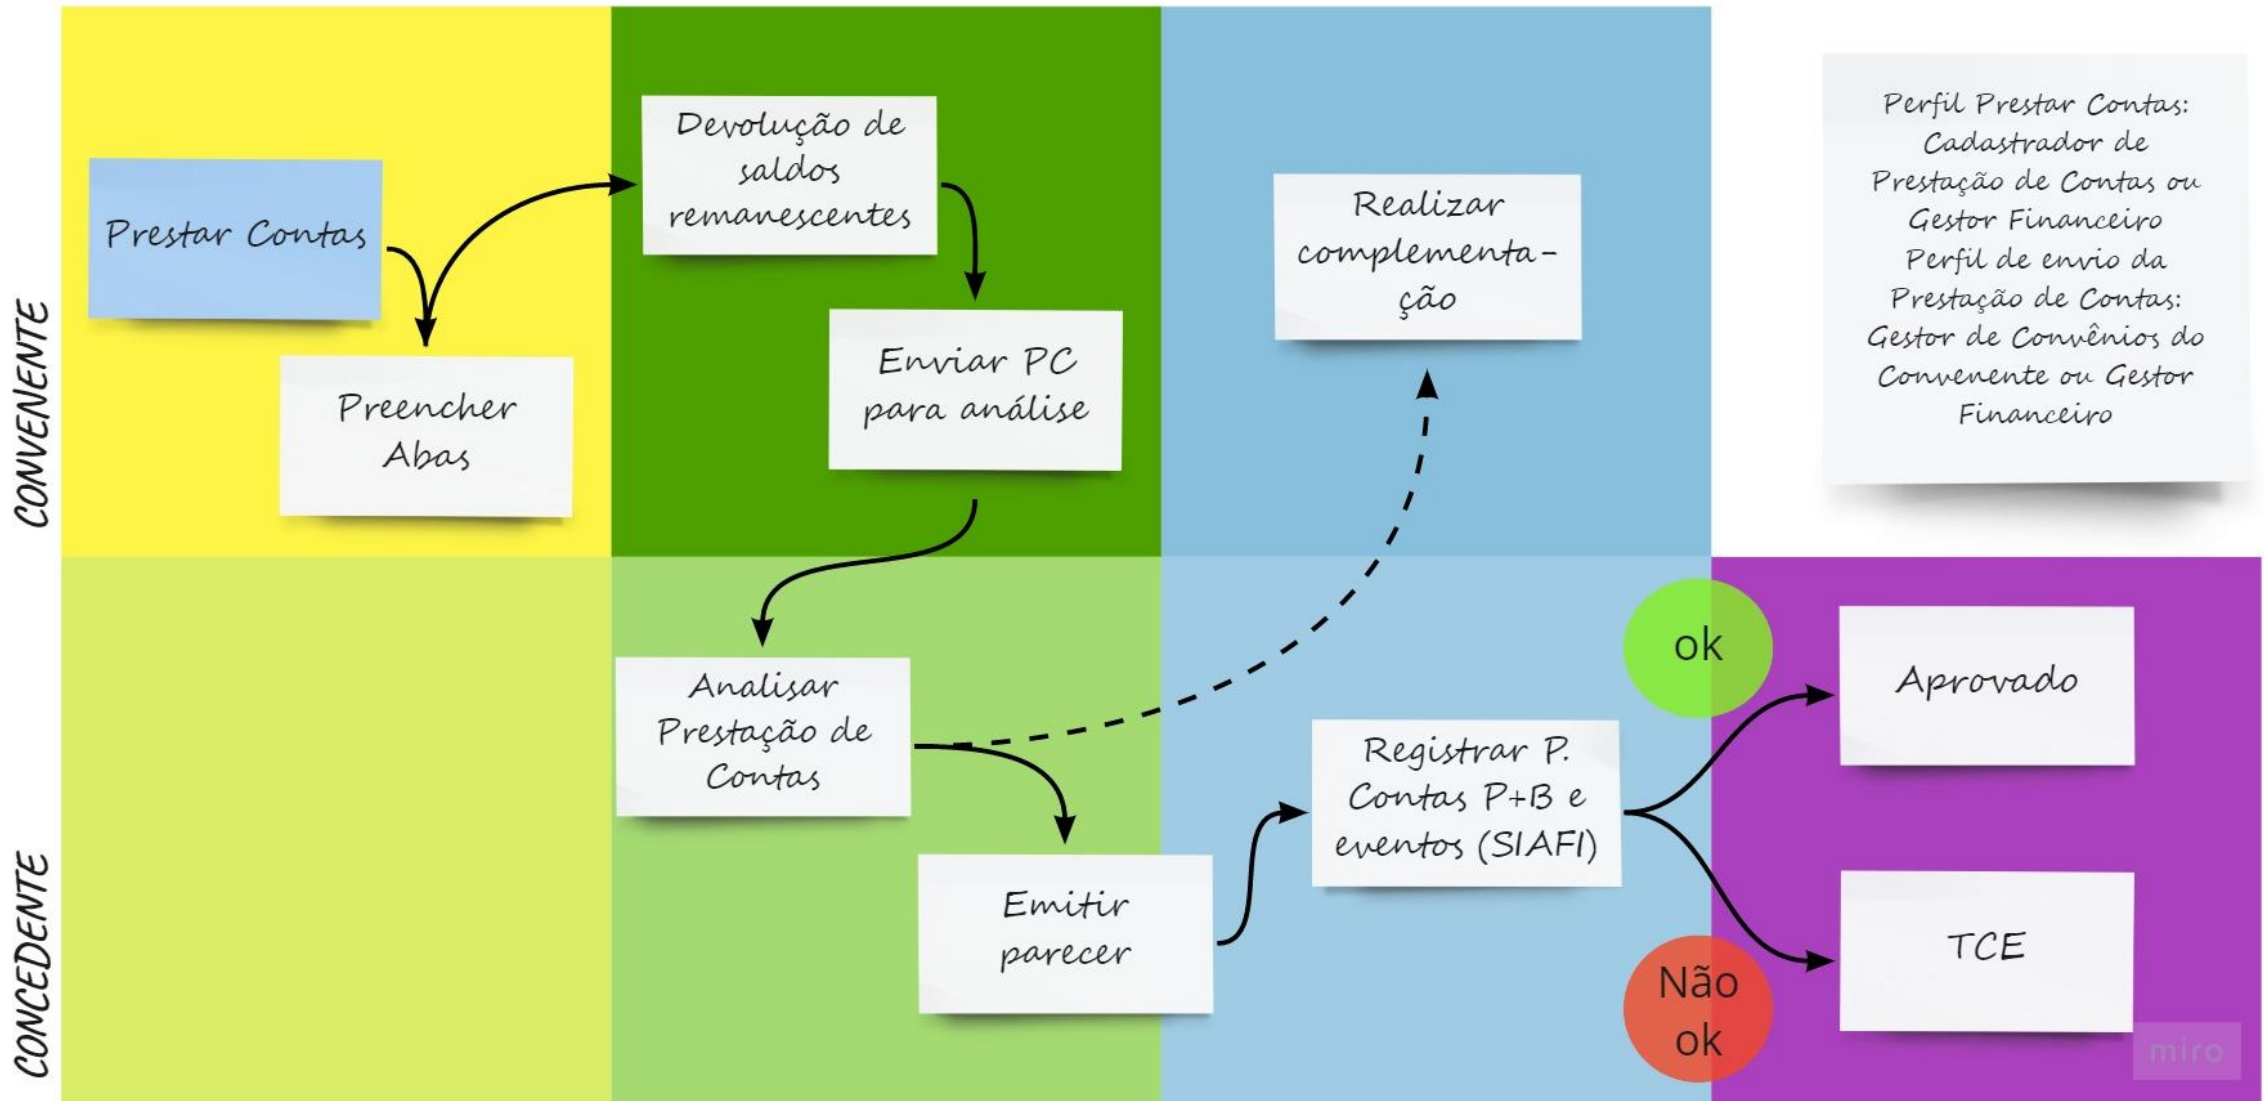 CONVENENTE
Prestar Contas
Preencher
Abas
Devolução de
saldos
remanescentes
Enviar PC
para análise
Realizar
complementa-
ção
Perfil Prestar Contas:
Cadastrador de
Prestação de Contas ou
Gestor Financeiro
Perfil de envio da
Prestação de Contas:
Gestor de Convênios do
Convenente ou Gestor
Financeiro
CONCEDENTE
Analisar
Prestação de
Contas
Emitir
parecer
Registrar P.
Contas P+B e
eventos (SIAFI)
ok
Aprovado
Não
ok
TCE
miro